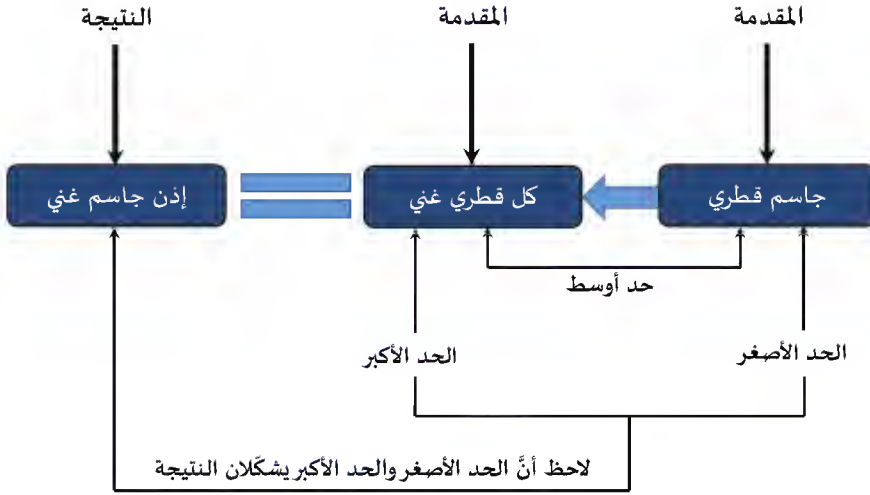 المقدمة
المقدمة
النتيجة
جاسم قطري
كل قطري غني
إذن جاسم غني
حد أوسط
الحد الأصغر
الحد الأكبر
لاحظ أنَّ الحد الأصغر والحد الأكبر يشكّلان النتيجة